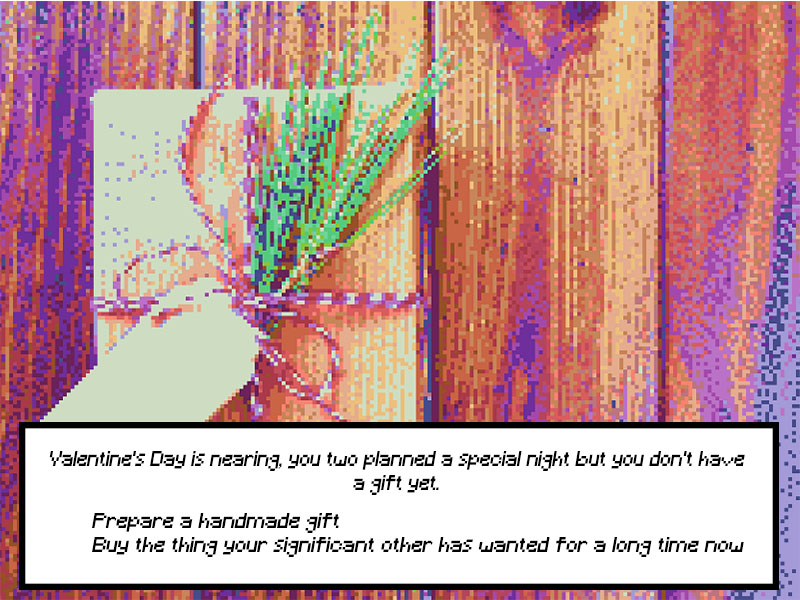 Valentine's Day is nearing, you two planned a special night but you don't have
a gift yet.
Prepare a handmade gift
Buy the thing your significant other has wanted for a long time now